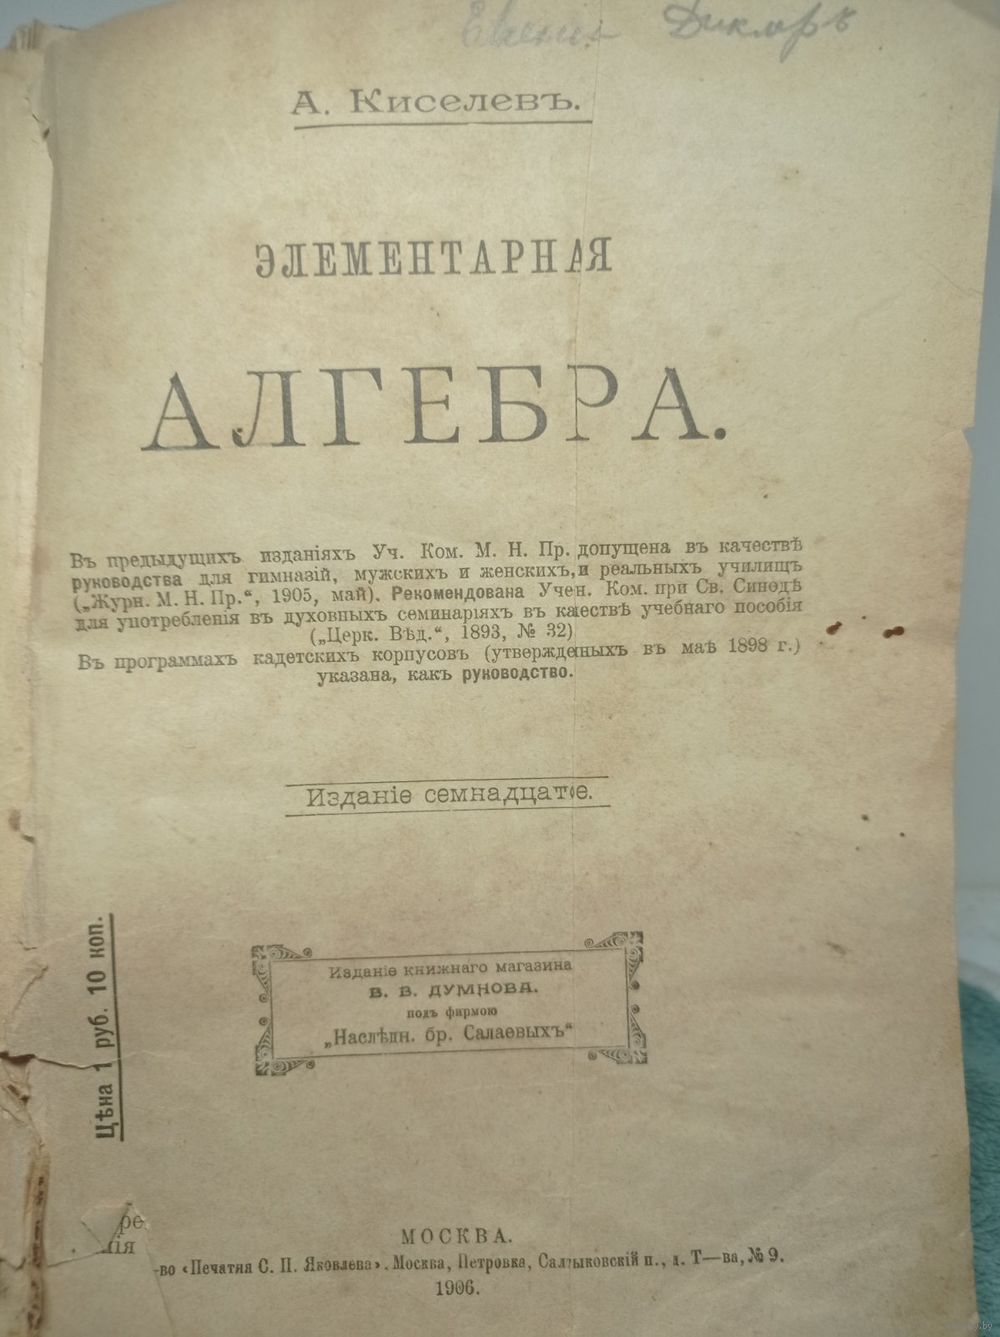 А. Киселевъ.
ЭЛЕМЕНТАРНАЯ
АЛГЕБРА.
Въ предыдущихъ изданіяхъ Уч. Ком. М. Н. Пр. допущена въ качествѣ
руководства для гимназій, мужскихъ и женскихъ, и реальныхъ училищъ
(„Журн. М. Н. Пр.“, 1905, май). Рекомендована Учен. Ком. при Св. Синодѣ
для употребленія въ духовныхъ семинаріяхъ въ качествѣ учебнаго пособія
(„Церк. Вѣд.“, 1893, № 32)
Въ программахъ кадетскихъ корпусовъ (утвержденныхъ въ маѣ 1898 г.)
указана, какъ руководство.
Изданіе семнадцатое.
Цѣна 1 руб. 10 коп.
Изданіе книжнаго магазина
В. В. ДУМНОВА.
подъ фирмою
„Наслѣдн. бр. Салаевыхъ“
ре
нія
МОСКВА.
-во «Печатня С. П. Яковлева». Москва, Петровка, Салтыковскій п., д. Т—ва, № 9.
1906.